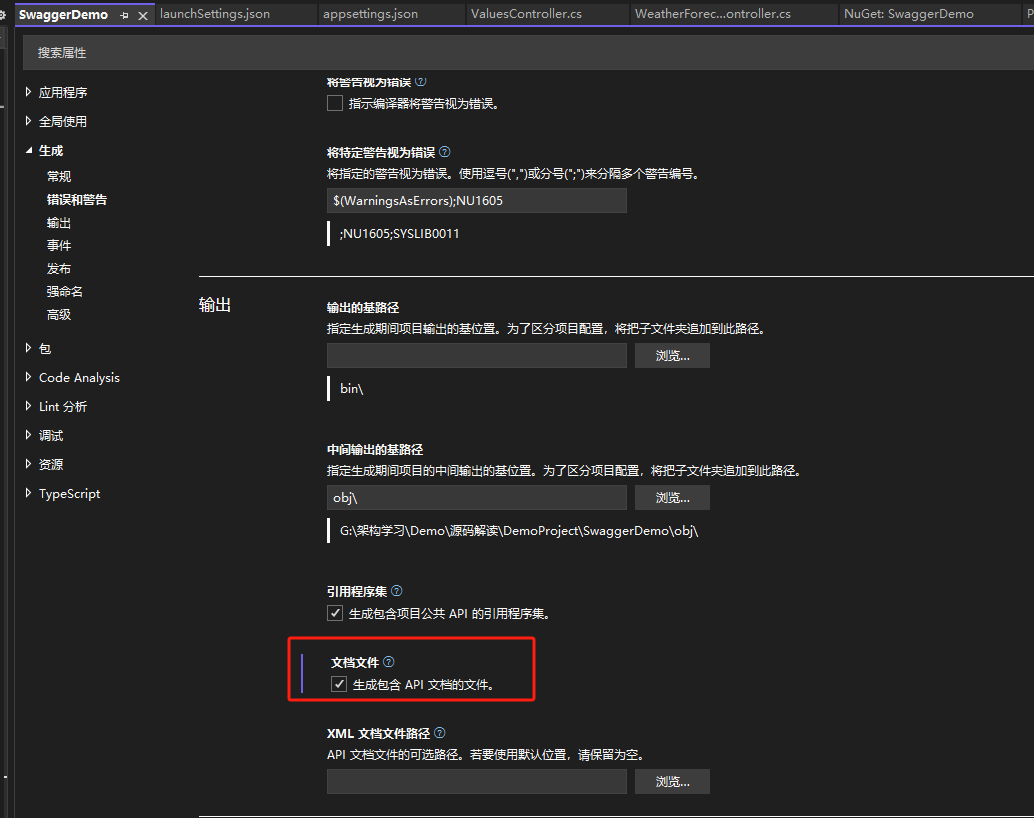 SwaggerDemo
launchSettings.json
appsettings.json
ValuesController.cs
WeatherForec...ontroller.cs
NuGet: SwaggerDemo
搜索属性
应用程序
全局使用
生成
常规
错误和警告
输出
事件
发布
强命名
高级
包
Code Analysis
Lint 分析
调试
资源
TypeScript
将警告视为错误
指示编译器将警告视为错误。
将特定警告视为错误
将指定的警告视为错误。使用逗号(",")或分号(";")来分隔多个警告编号。
$(WarningsAsErrors);NU1605
;NU1605;SYSLIB0011
输出
输出的基路径
指定生成期间项目输出的基位置。为了区分项目配置，将把子文件夹追加到此路径。
浏览...
bin\
中间输出的基路径
指定生成期间项目的中间输出的基位置。为了区分项目配置，将把子文件夹追加到此路径。
obj\
浏览...
G:\架构学习\Demo\源码解读\DemoProject\SwaggerDemo\obj\
引用程序集
生成包含项目公共 API 的引用程序集。
文档文件
生成包含 API 文档的文件。
XML 文档文件路径
API 文档文件的可选路径。若要使用默认位置，请保留为空。
浏览...